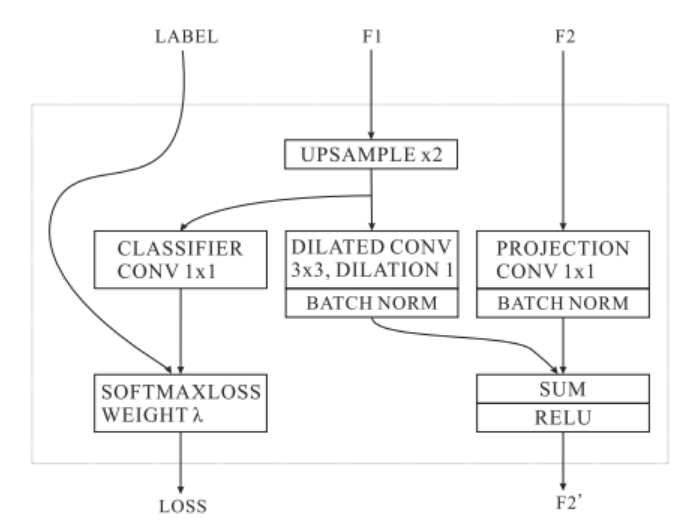 LABEL
F1
F2
UPSAMPLE x2
CLASSIFIER
CONV 1x1
DILATED CONV
3x3, DILATION 1
BATCH NORM
PROJECTION
CONV 1x1
BATCH NORM
SOFTMAXLOSS
WEIGHT λ
SUM
RELU
LOSS
F2'